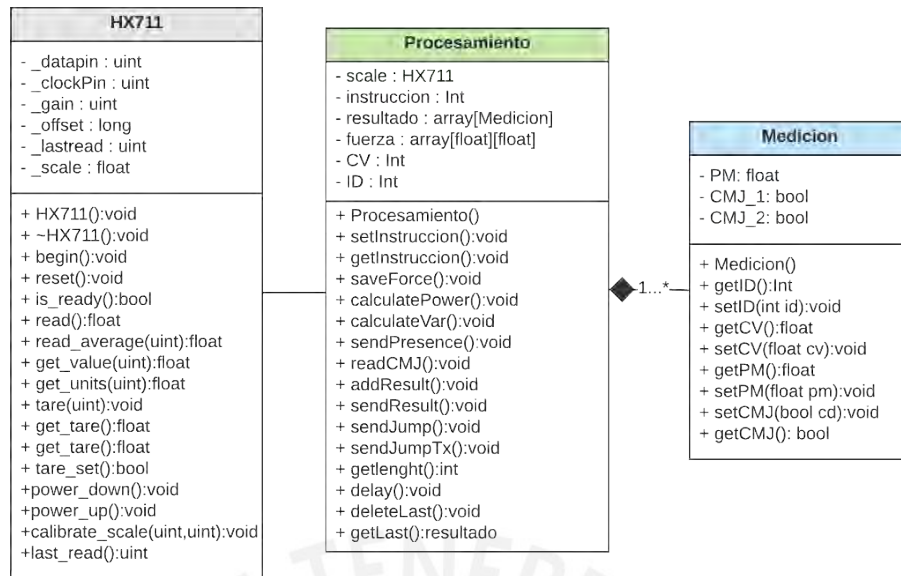 HX711
- _datapin : uint
- _clockPin : uint
- _gain : uint
- _offset : long
- _lastread : uint
- _scale : float
+ HX711():void
+ ~HX711():void
+ begin():void
+ reset():void
+ is_ready():bool
+ read():float
+ read_average(uint):float
+ get_value(uint):float
+ get_units(uint):float
+ tare(uint):void
+ get_tare():float
+ get_tare():float
+ tare_set():bool
+power_down():void
+power_up():void
+calibrate_scale(uint,uint):void
+last_read():uint
Procesamiento
- scale : HX711
- instruccion : Int
- resultado : array[Medicion]
- fuerza : array[float][float]
- CV : Int
- ID : Int
+ Procesamiento()
+ setInstruccion():void
+ getInstruccion():void
+ saveForce():void
+ calculatePower():void
+ calculateVar():void
+ sendPresence():void
+ readCMJ():void
+ addResult():void
+ sendResult():void
+ sendJump():void
+ sendJumpTx():void
+ getlenght():int
+ delay():void
+ deleteLast():void
+ getLast():resultado
1...*
Medicion
- PM: float
- CMJ_1: bool
- CMJ_2: bool
+ Medicion()
+ getID():Int
+ setID(int id):void
+ getCV():float
+ setCV(float cv):void
+ getPM():float
+ setPM(float pm):void
+ setCMJ(bool cd):void
+ getCMJ(): bool
TENEB